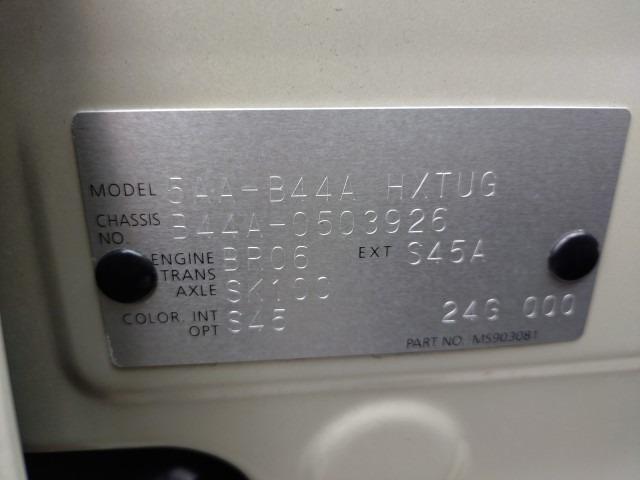 MODEL 5AA-B44A HXTUG
CHASSIS NO. B44A-0503926
ENGINE BR06 EXT S45A
TRANS AXLE SK100
COLOR, INT OPT S45 24G 000
PART NO. M5903081